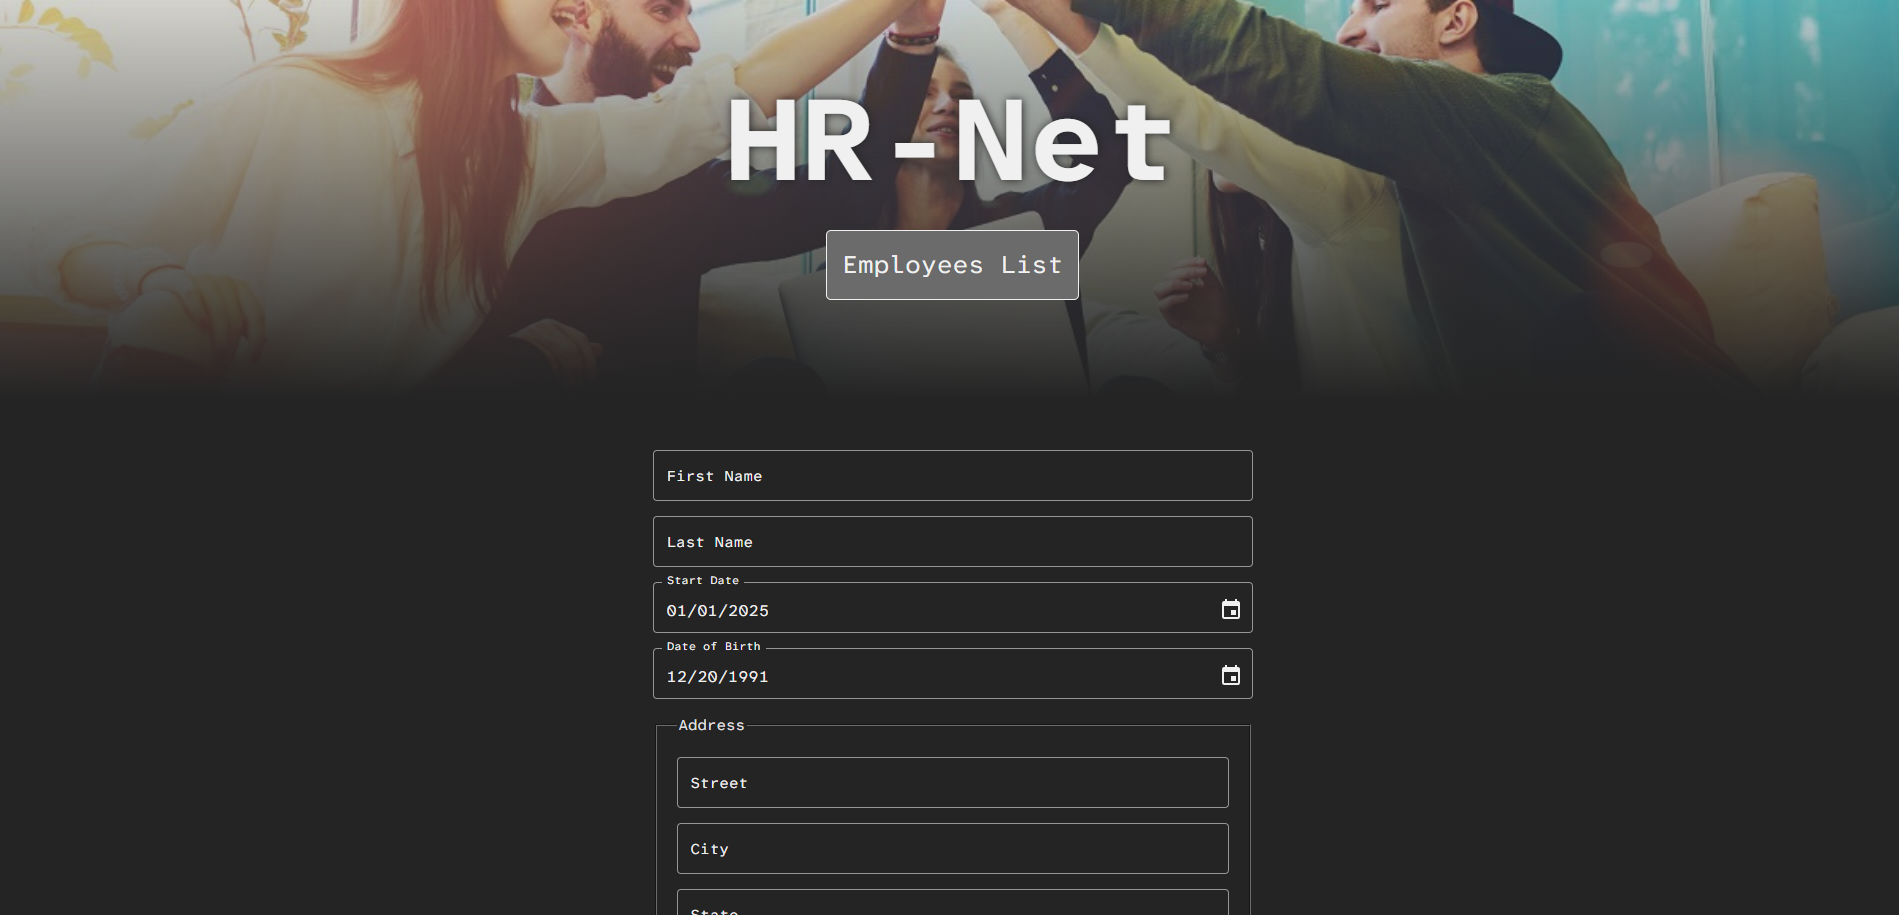 HR-Net
Employees List
First Name
Last Name
Start Date
01/01/2025
Date of Birth
12/20/1991
Address
Street
City
State